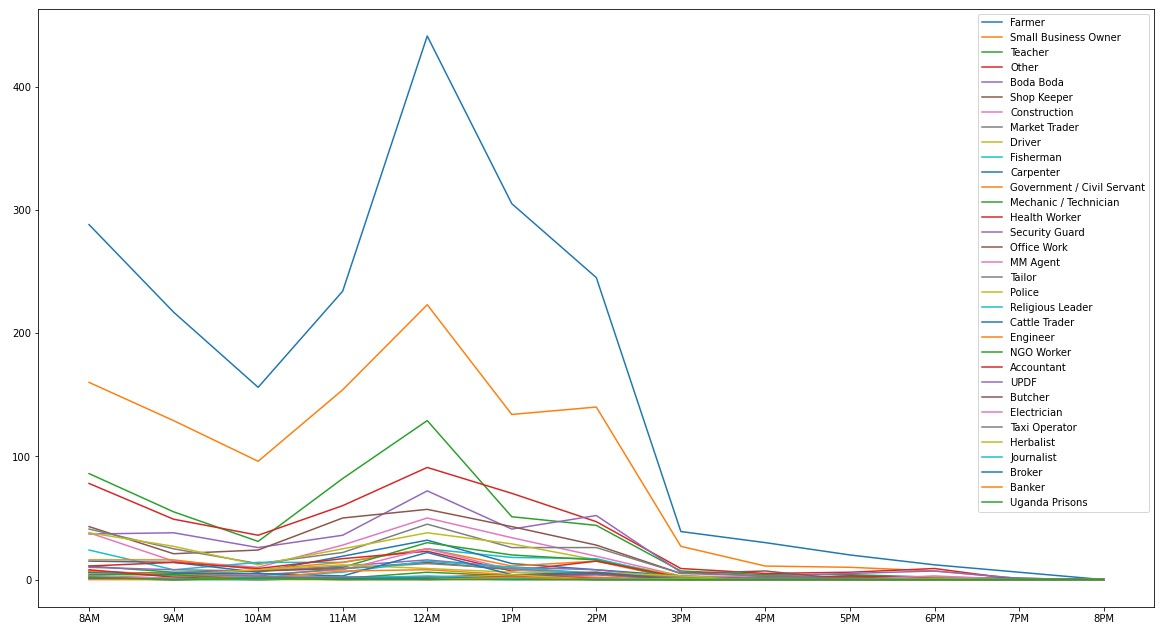 400
300
200
100
0
8AM 9AM 10AM 11AM 12AM 1PM 2PM 3PM 4PM 5PM 6PM 7PM 8PM
Farmer
Small Business Owner
Teacher
Other
Boda Boda
Shop Keeper
Construction
Market Trader
Driver
Fisherman
Carpenter
Government / Civil Servant
Mechanic / Technician
Health Worker
Security Guard
Office Work
MM Agent
Tailor
Police
Religious Leader
Cattle Trader
Engineer
NGO Worker
Accountant
UPDF
Butcher
Electrician
Taxi Operator
Herbalist
Journalist
Broker
Banker
Uganda Prisons